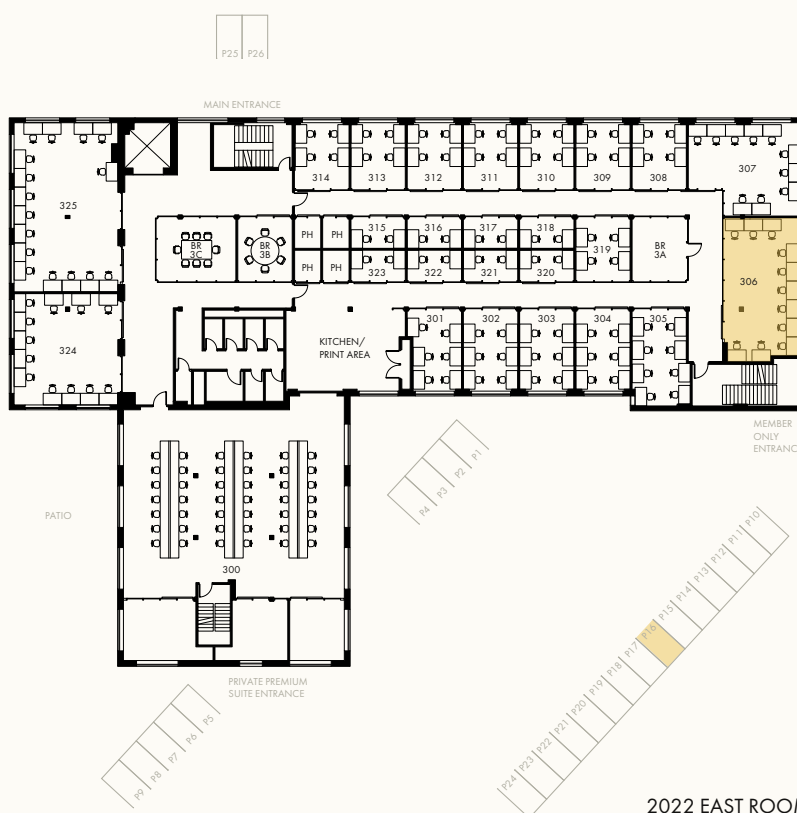 P25 P26
MAIN ENTRANCE
314 313 312 311 310 309 308
307
325
PH PH 315 316 317 318
319
BR
3C
BR
3B
BR
3A
PH PH 323 322 321 320
306
324
KITCHEN/
PRINT AREA
301 302 303 304 305
MEMBER
ONLY
P4 P3 P2 P1
PATIO
300
P24 P23 P22 P21 P20 P19 P18 P17 P16 P15 P14 P13 P12 P11 P10
PRIVATE PREMIUM
SUITE ENTRANCE
P9 P8 P7 P6 P5
2022 EAST